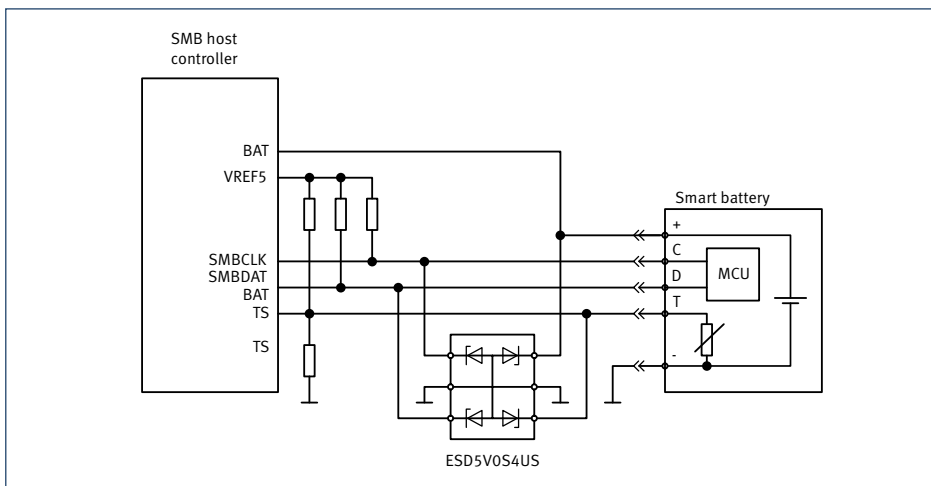 SMB host
controller
BAT
VREF5
SMBCLK
SMBDAT
BAT
TS
TS
Smart battery
+
C
D
T
-
MCU
ESD5V0S4US